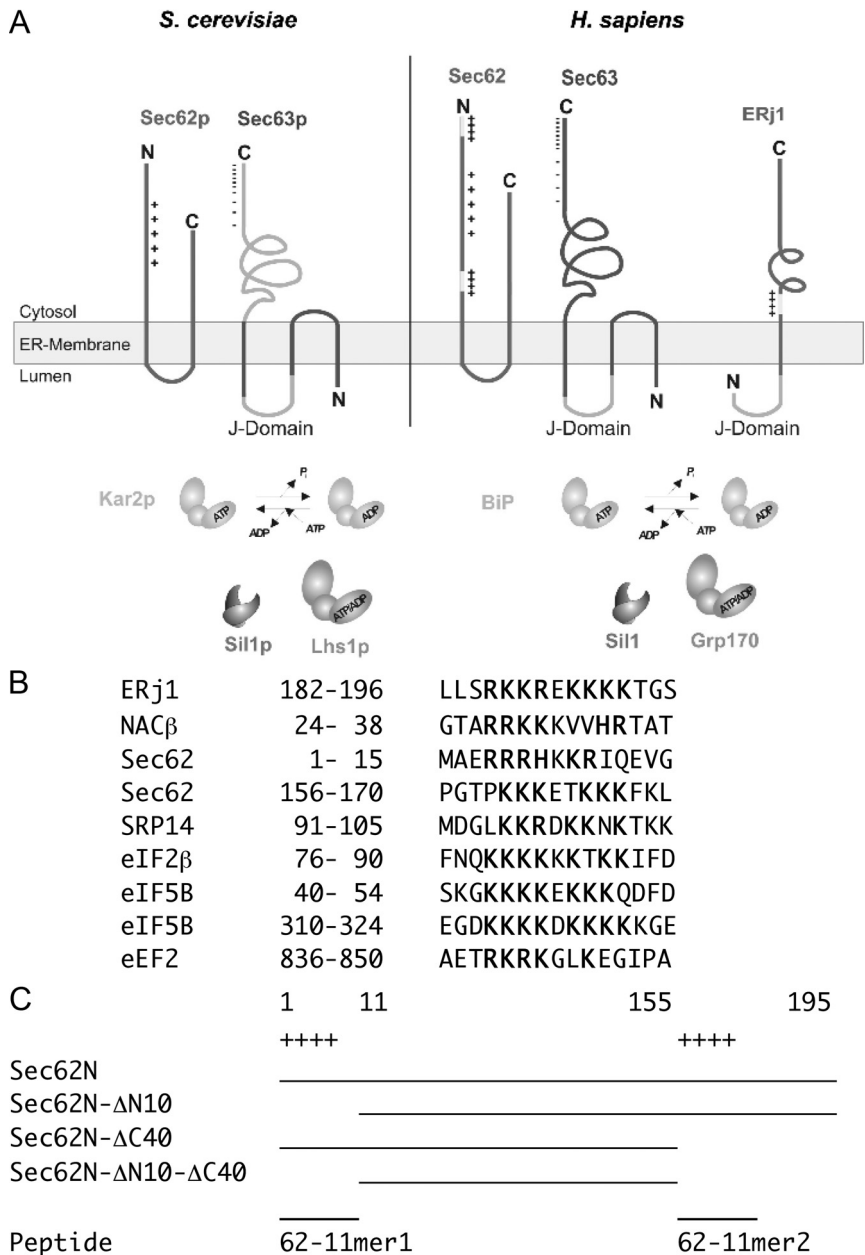 A
S. cerevisiae H. sapiens
Sec62p Sec63p Sec62 Sec63 ERj1
N C N C C
C C
+ + + + +
- - - - - - - - - -
++++
+ + + + +
++++
- - - - - - - - - -
++++
Cytosol
ER-Membrane
Lumen
N N N
J-Domain J-Domain
Kar2p ATP Pi ADP ATP ADP
BiP ATP Pi ADP ATP ADP
Sil1p Lhs1p ATP/ADP
Sil1 Grp170 ATP/ADP
B
ERj1 182-196 LLSRKKREKKKKTGS
NACβ 24- 38 GTARRKKKVVHRTAT
Sec62 1- 15 MAERRRHKKRIQEVG
Sec62 156-170 PGTPKKKETKKKFKL
SRP14 91-105 MDGLKKRDKKNKTKK
eIF2β 76- 90 FNQKKKKKKTKKIFD
eIF5B 40- 54 SKGKKKKEKKKQDFD
eIF5B 310-324 EGDKKKKDKKKKKGE
eEF2 836-850 AETRKRKGLKEGIPA
C
1 11 155 195
++++ ++++
Sec62N
Sec62N-ΔN10
Sec62N-ΔC40
Sec62N-ΔN10-ΔC40
Peptide 62-11mer1 62-11mer2